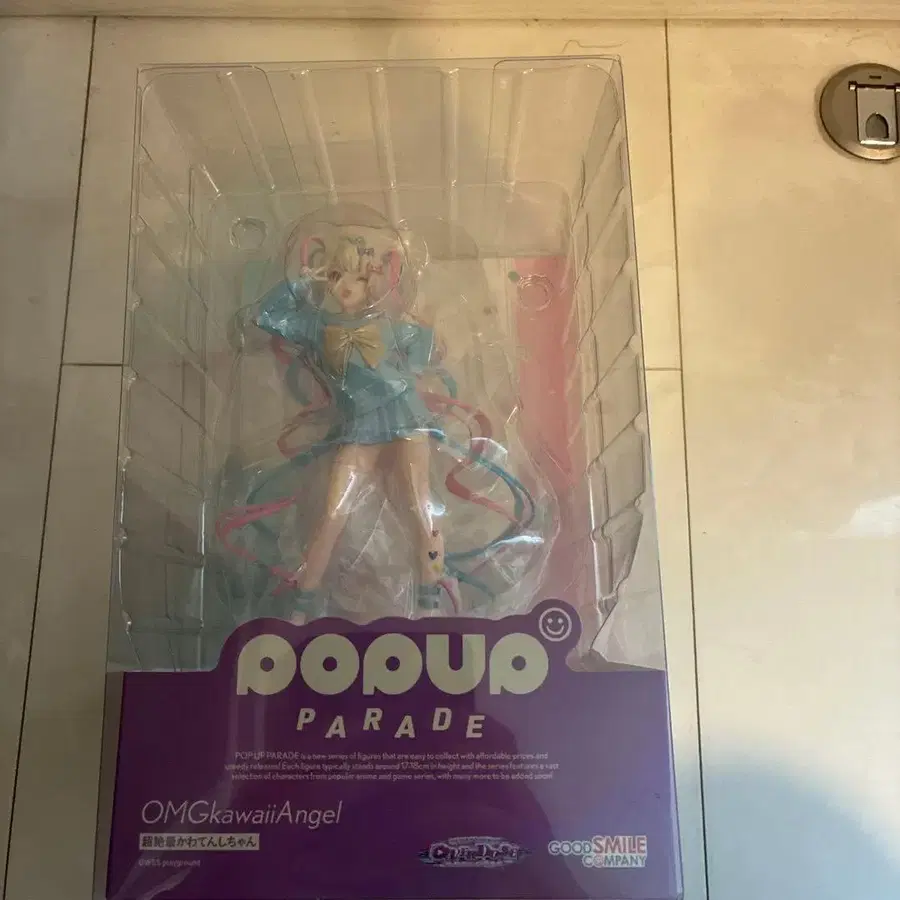 POPUP
PARADE
POP UP PARADE is a new series of figures that are easy to collect with affordable prices and
speedy releases! Each figure typically stands around 17-18cm in height and the series features a vast
selection of characters from popular anime and game series, with many more to be added soon!
OMGkawaiiAngel
超絶最かわてんしちゃん
GOOD SMILE
COMPANY
©WSS playground